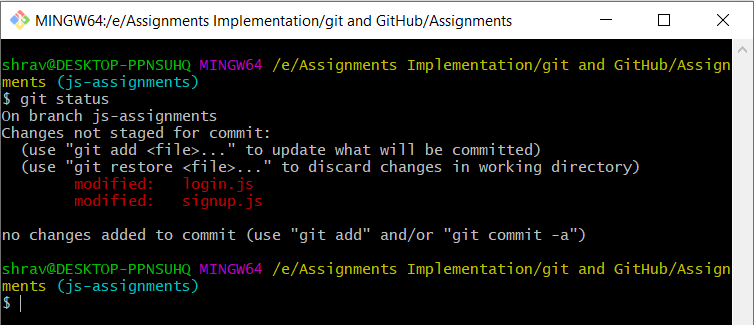 MINGW64:/e/Assignments Implementation/git and GitHub/Assignments
shrav@DESKTOP-PPNSUHQ MINGW64 /e/Assignments Implementation/git and GitHub/Assign
ments (js-assignments)
$ git status
On branch js-assignments
Changes not staged for commit:
  (use "git add <file>..." to update what will be committed)
  (use "git restore <file>..." to discard changes in working directory)
        modified:   login.js
        modified:   signup.js
no changes added to commit (use "git add" and/or "git commit -a")
shrav@DESKTOP-PPNSUHQ MINGW64 /e/Assignments Implementation/git and GitHub/Assign
ments (js-assignments)
$